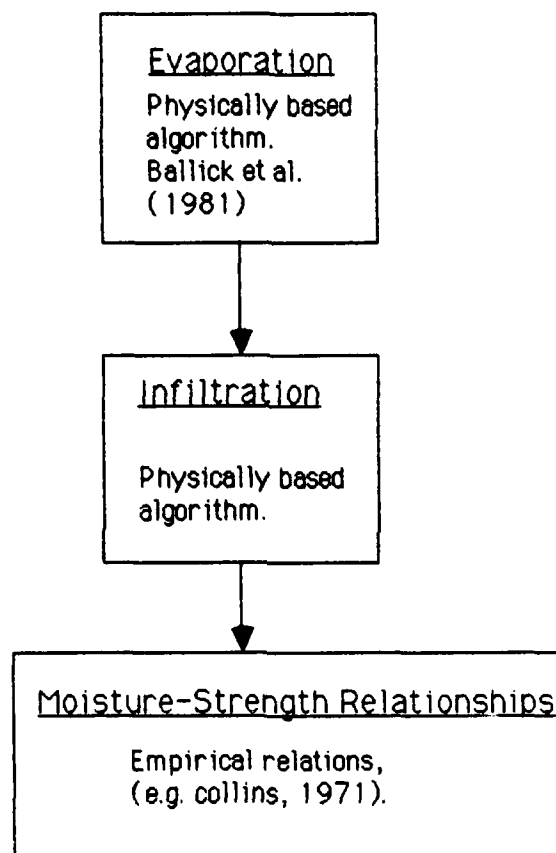 Evaporation
Physically based
algorithm.
Ballick et al.
(1981)
Infiltration
Physically based
algorithm.
Moisture-Strength Relationships
Empirical relations,
(e.g. collins, 1971).